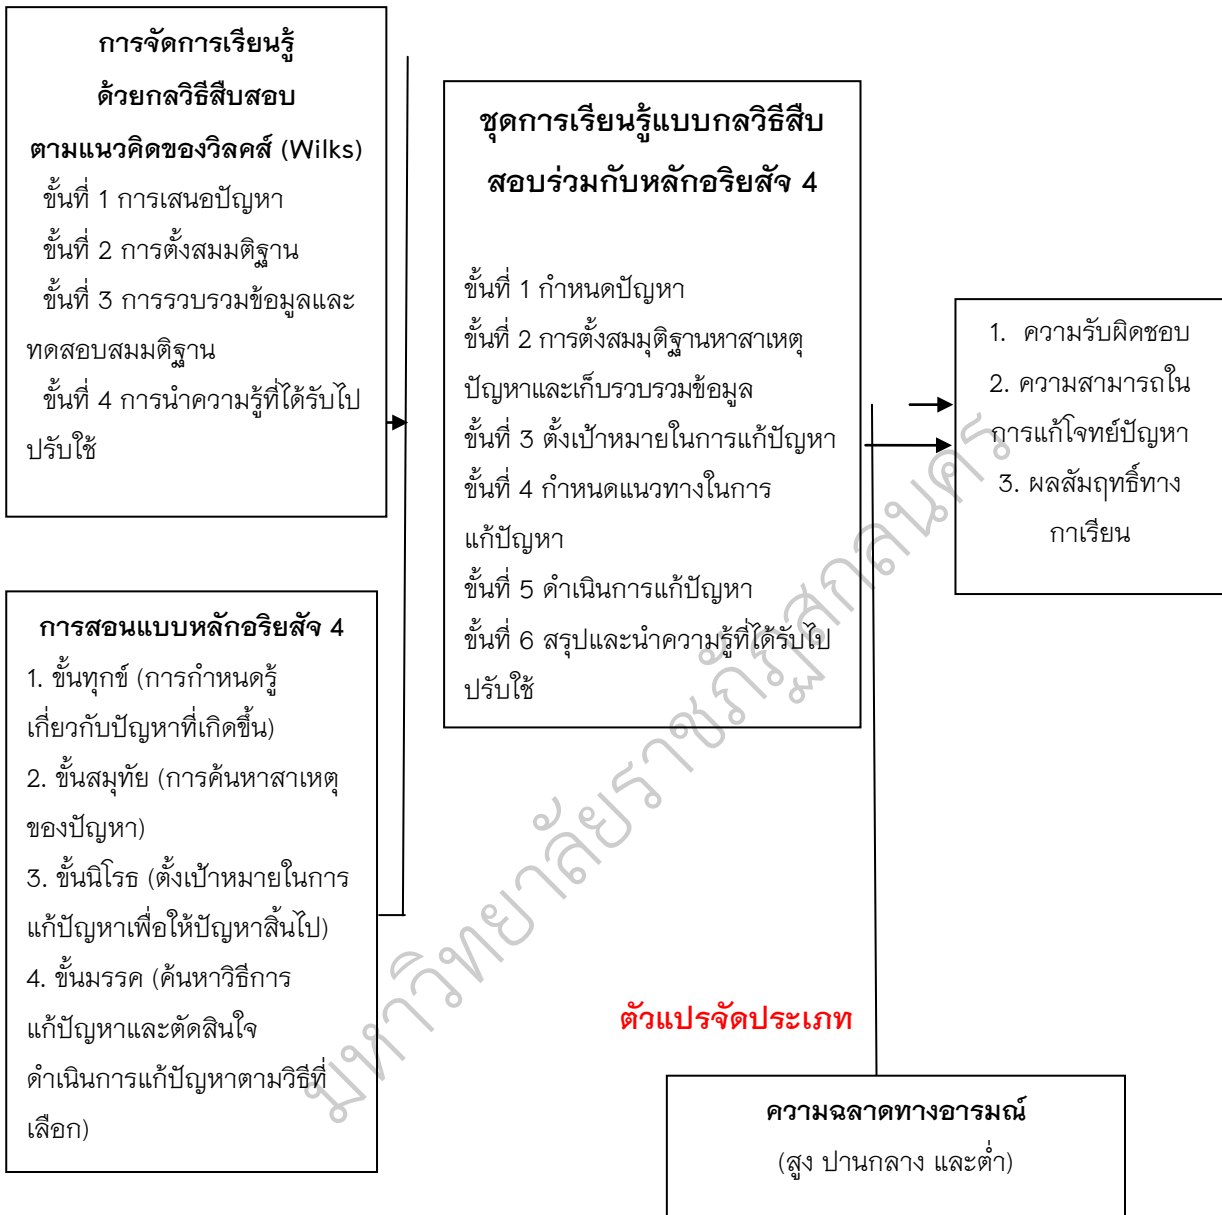 การจัดการเรียนรู้
ด้วยกลวิธีสืบสอบ
ตามแนวคิดของวิลคส์ (Wilks)
ขั้นที่ 1 การเสนอปัญหา
ขั้นที่ 2 การตั้งสมมติฐาน
ขั้นที่ 3 การรวบรวมข้อมูลและ
ทดสอบสมมติฐาน
ขั้นที่ 4 การนำความรู้ที่ได้รับไป
ปรับใช้
การสอนแบบหลักอริยสัจ 4
1. ขั้นทุกข์ (การกำหนดรู้
เกี่ยวกับปัญหาที่เกิดขึ้น)
2. ขั้นสมุทัย (การค้นหาสาเหตุ
ของปัญหา)
3. ขั้นนิโรธ (ตั้งเป้าหมายในการ
แก้ปัญหาเพื่อให้ปัญหาสิ้นไป)
4. ขั้นมรรค (ค้นหาวิธีการ
แก้ปัญหาและตัดสินใจ
ดำเนินการแก้ปัญหาตามวิธีที่
เลือก)
ชุดการเรียนรู้แบบกลวิธีสืบ
สอบร่วมกับหลักอริยสัจ 4
ขั้นที่ 1 กำหนดปัญหา
ขั้นที่ 2 การตั้งสมมุติฐานหาสาเหตุ
ปัญหาและเก็บรวบรวมข้อมูล
ขั้นที่ 3 ตั้งเป้าหมายในการแก้ปัญหา
ขั้นที่ 4 กำหนดแนวทางในการ
แก้ปัญหา
ขั้นที่ 5 ดำเนินการแก้ปัญหา
ขั้นที่ 6 สรุปและนำความรู้ที่ได้รับไป
ปรับใช้
1. ความรับผิดชอบ
2. ความสามารถใน
การแก้โจทย์ปัญหา
3. ผลสัมฤทธิ์ทาง
กาเรียน
ตัวแปรจัดประเภท
ความฉลาดทางอารมณ์
(สูง ปานกลาง และต่ำ)
มหาวิทยาลัยราชภัฏสกลนคร